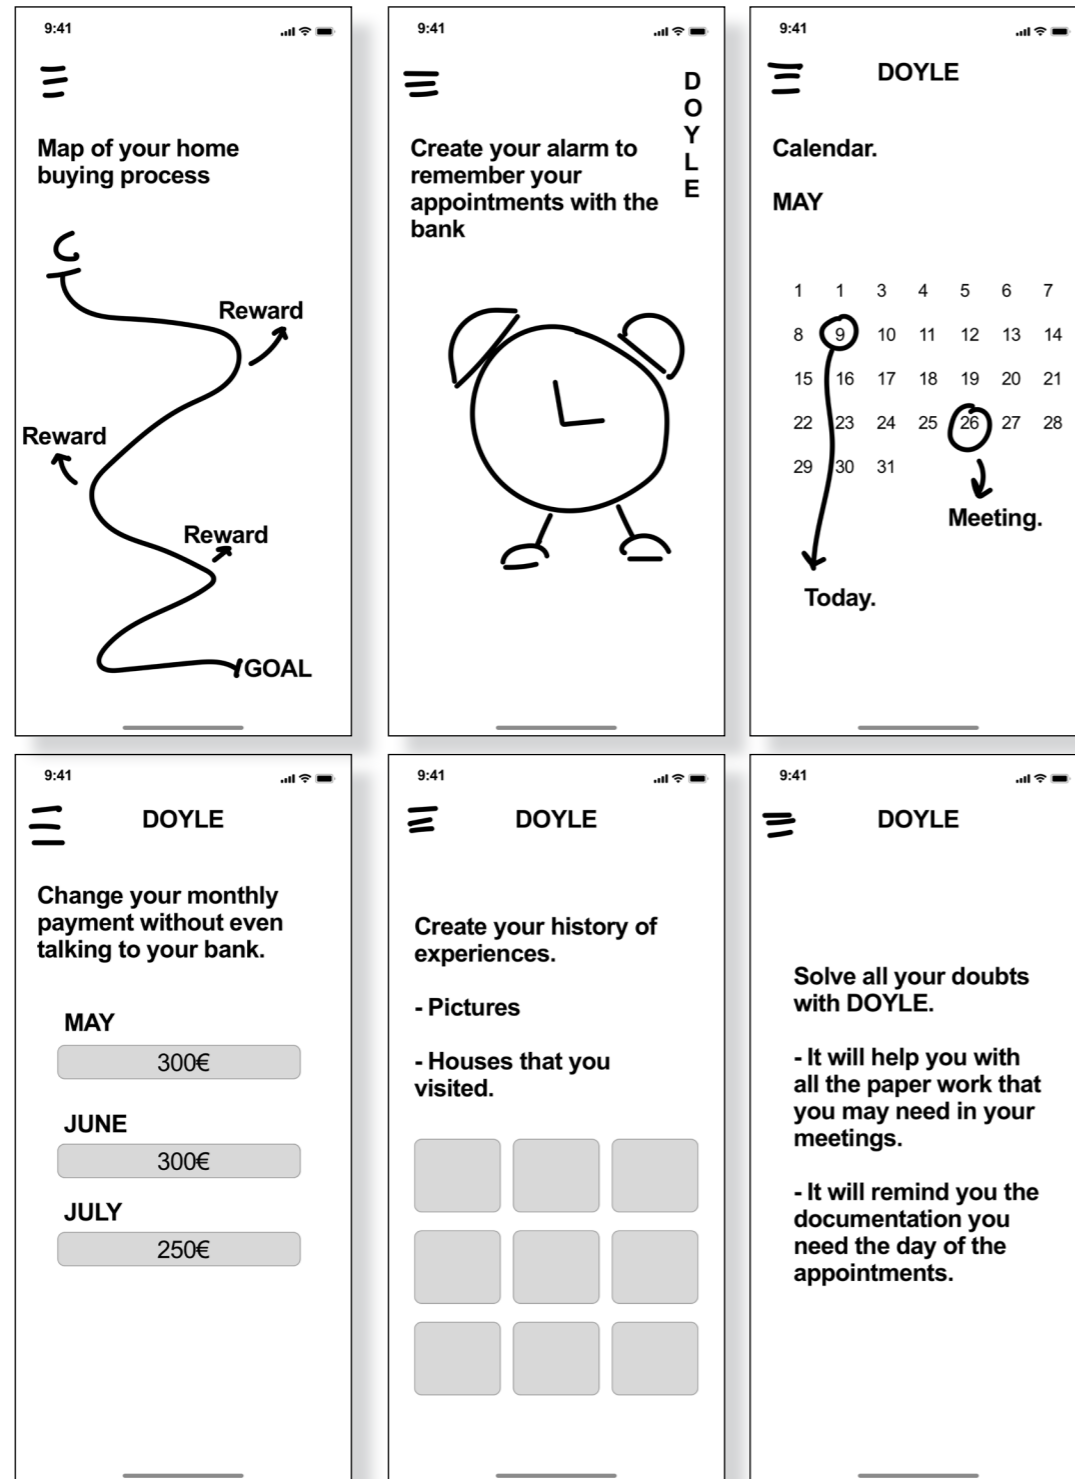 9:41
Map of your home
buying process
Reward
Reward
Reward
GOAL
9:41
D
O
Y
L
E
Create your alarm to
remember your
appointments with the
bank
9:41
DOYLE
Calendar.
MAY
1 1 3 4 5 6 7
8 9 10 11 12 13 14
15 16 17 18 19 20 21
22 23 24 25 26 27 28
29 30 31
Meeting.
Today.
9:41
DOYLE
Change your monthly
payment without even
talking to your bank.
MAY
300€
JUNE
300€
JULY
250€
9:41
DOYLE
Create your history of
experiences.
- Pictures
- Houses that you
visited.
9:41
DOYLE
Solve all your doubts
with DOYLE.
- It will help you with
all the paper work that
you may need in your
meetings.
- It will remind you the
documentation you
need the day of the
appointments.